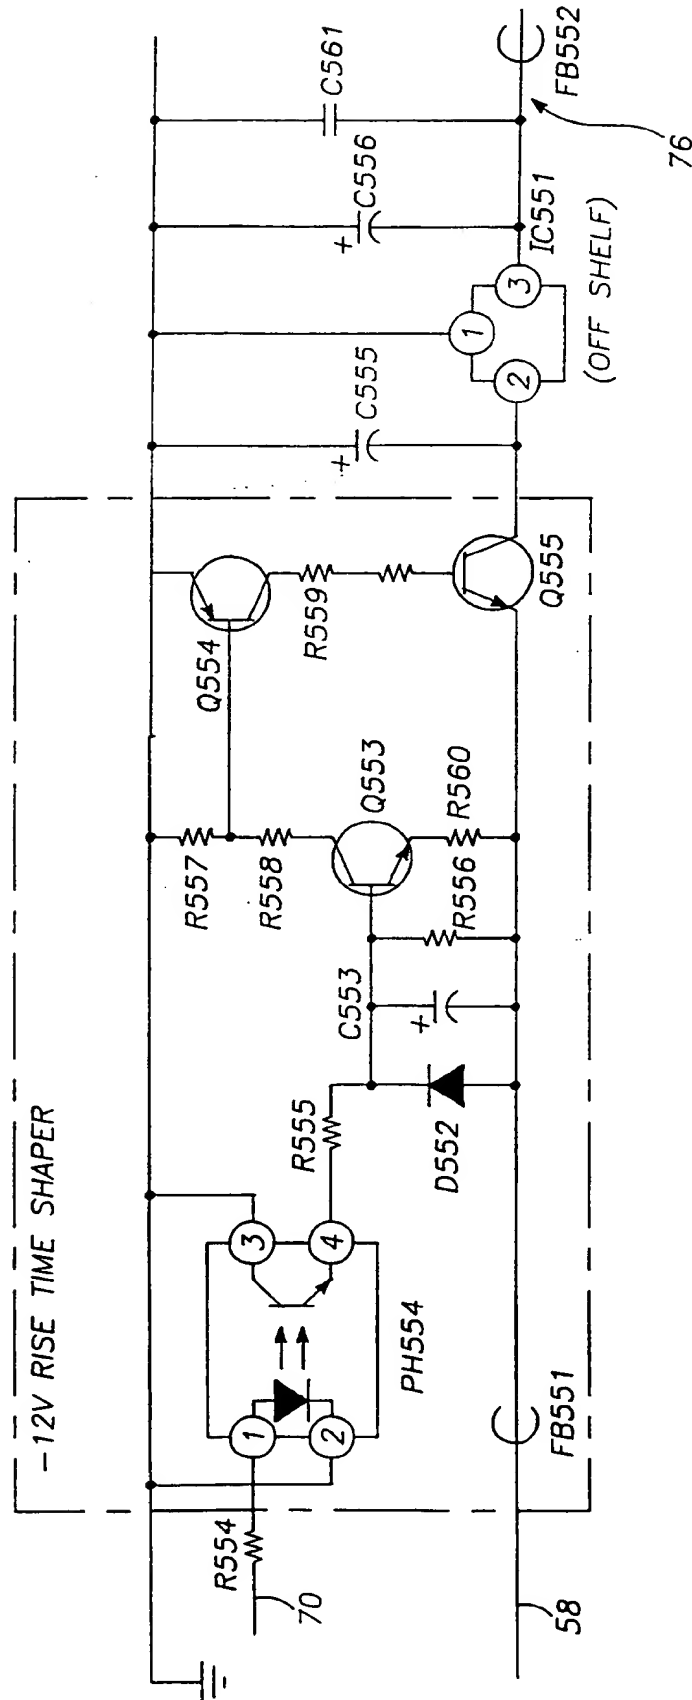 -12V RISE TIME SHAPER
R554
70
58
1
2
3
4
PH554
FB551
R555
D552
C553
+
R556
R557
R558
Q553
R560
Q554
R559
Q555
+
C555
+
C556
C561
1
2
3
IC551
(OFF SHELF)
FB552
76